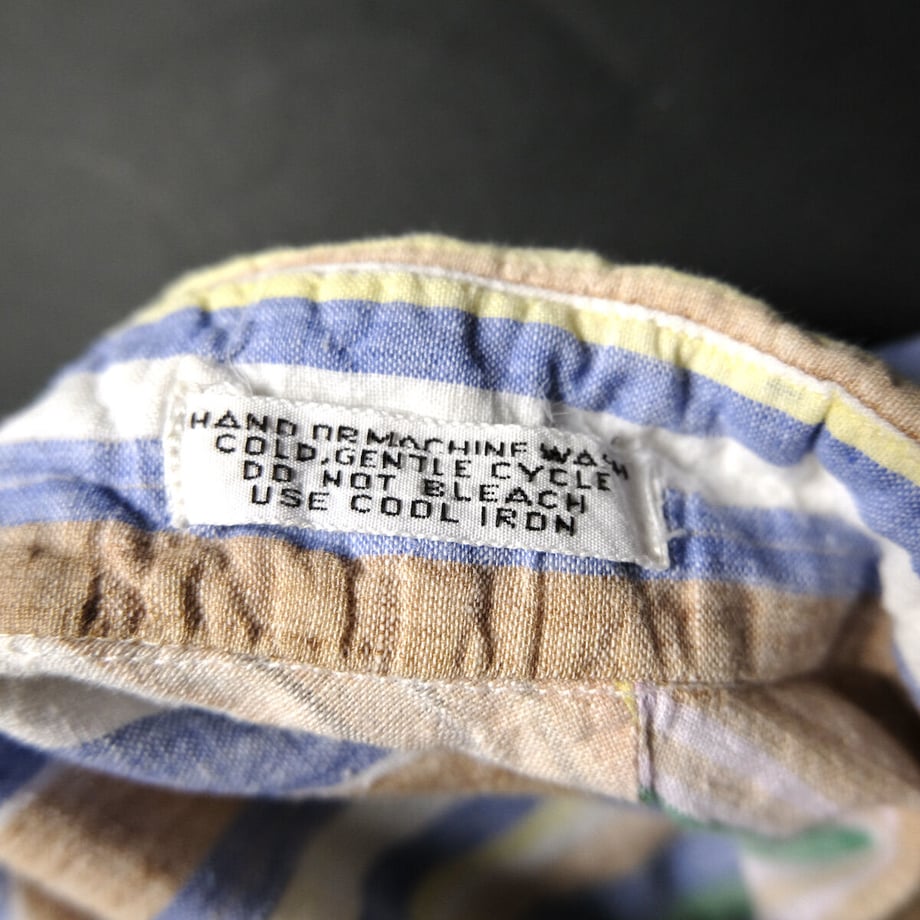 HAND OR MACHINE WASH
COLD, GENTLE CYCLE
DO NOT BLEACH
USE COOL IRON